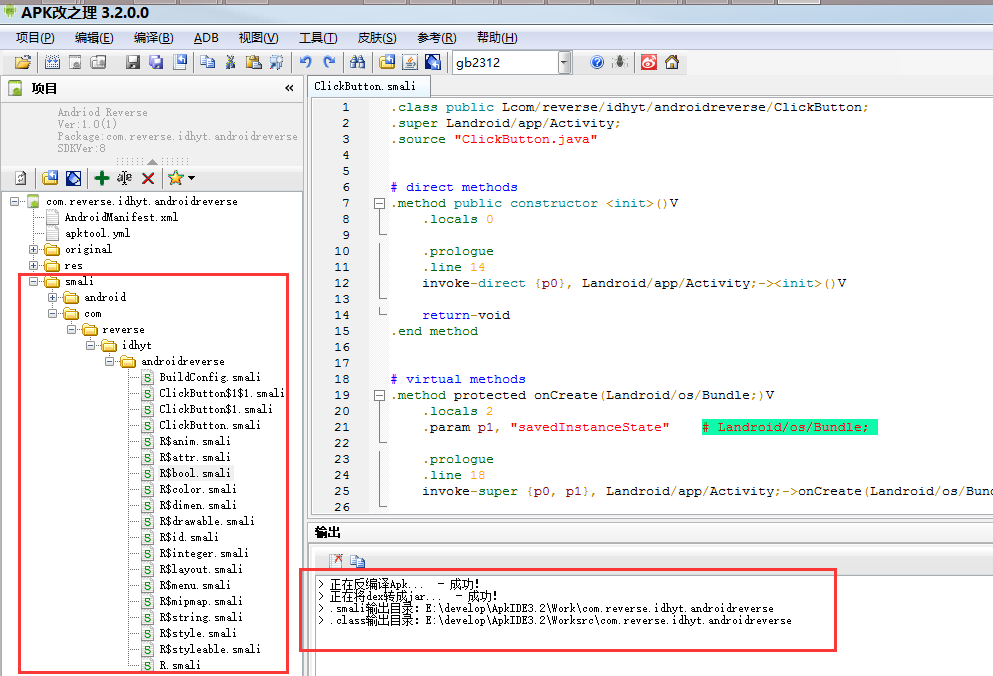 APK改之理 3.2.0.0
项目(P) 编辑(E) 编译(B) ADB 视图(V) 工具(T) 皮肤(S) 参考(R) 帮助(H)
gb2312
项目 «
Andriod Reverse
Ver:1.0(1)
Package:com.reverse.idhyt.androidreverse
SDKVer:8
com.reverse.idhyt.androidreverse
AndroidManifest.xml
apktool.yml
original
res
smali
android
com
reverse
idhyt
androidreverse
BuildConfig.smali
ClickButton$1$1.smali
ClickButton$1.smali
ClickButton.smali
R$anim.smali
R$attr.smali
R$bool.smali
R$color.smali
R$dimen.smali
R$drawable.smali
R$id.smali
R$integer.smali
R$layout.smali
R$menu.smali
R$mipmap.smali
R$string.smali
R$style.smali
R$styleable.smali
R.smali
ClickButton.smali
1 .class public Lcom/reverse/idhyt/androidreverse/ClickButton;
2 .super Landroid/app/Activity;
3 .source "ClickButton.java"
4
5
6 # direct methods
7 .method public constructor <init>()V
8 .locals 0
9
10 .prologue
11 .line 14
12 invoke-direct {p0}, Landroid/app/Activity;-><init>()V
13
14 return-void
15 .end method
16
17
18 # virtual methods
19 .method protected onCreate(Landroid/os/Bundle;)V
20 .locals 2
21 .param p1, "savedInstanceState" # Landroid/os/Bundle;
22
23 .prologue
24 .line 18
25 invoke-super {p0, p1}, Landroid/app/Activity;->onCreate(Landroid/os/Bund
26
输出
> 正在反编译Apk... - 成功!
> 正在将dex转成jar... - 成功!
> .smali输出目录: E:\develop\ApkIDE3.2\Work\com.reverse.idhyt.androidreverse
> .class输出目录: E:\develop\ApkIDE3.2\Worksrc\com.reverse.idhyt.androidreverse